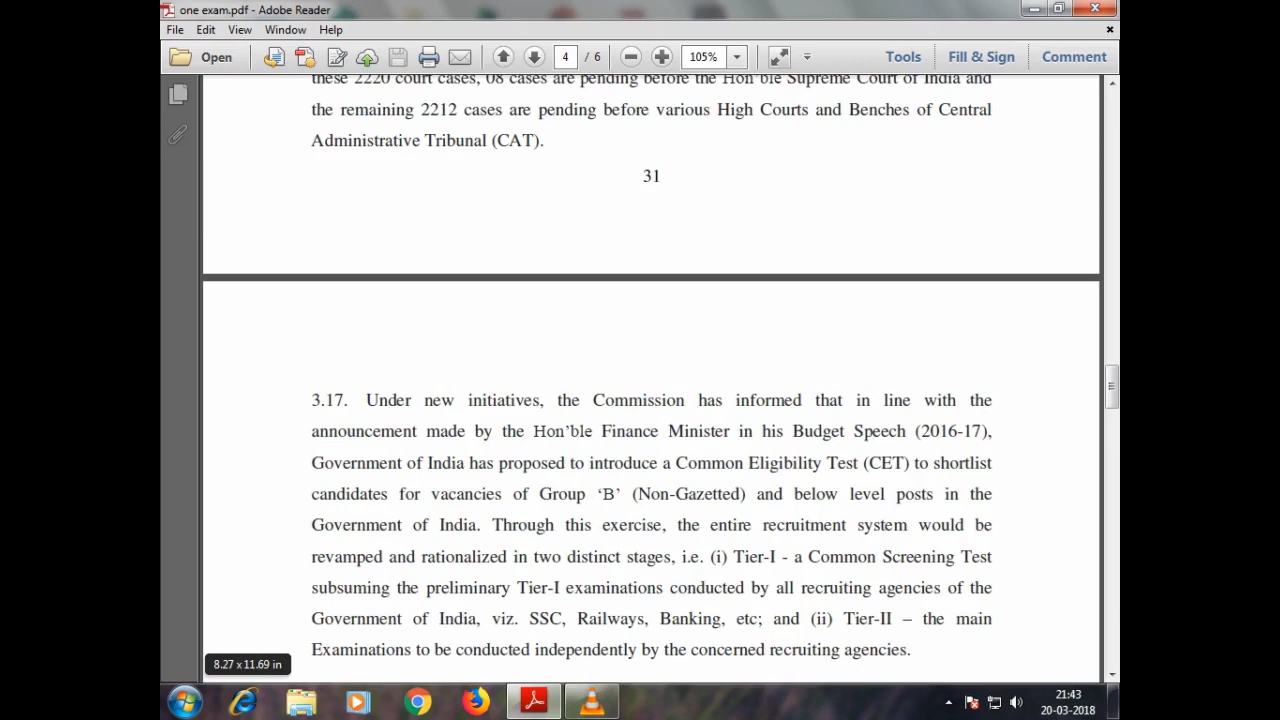 one exam.pdf - Adobe Reader
File Edit View Window Help
Open 4 / 6 105% Tools Fill & Sign Comment
these 2220 court cases, 08 cases are pending before the Hon'ble Supreme Court of India and
the remaining 2212 cases are pending before various High Courts and Benches of Central
Administrative Tribunal (CAT).
31
3.17. Under new initiatives, the Commission has informed that in line with the
announcement made by the Hon’ble Finance Minister in his Budget Speech (2016-17),
Government of India has proposed to introduce a Common Eligibility Test (CET) to shortlist
candidates for vacancies of Group ‘B’ (Non-Gazetted) and below level posts in the
Government of India. Through this exercise, the entire recruitment system would be
revamped and rationalized in two distinct stages, i.e. (i) Tier-I - a Common Screening Test
subsuming the preliminary Tier-I examinations conducted by all recruiting agencies of the
Government of India, viz. SSC, Railways, Banking, etc; and (ii) Tier-II – the main
Examinations to be conducted independently by the concerned recruiting agencies.
8.27 x 11.69 in
21:43
20-03-2018